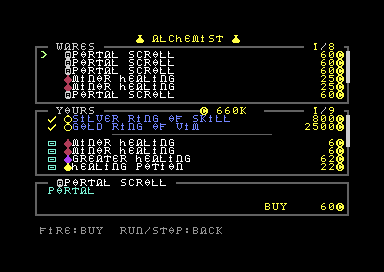 ALCHEMIST
WARES 1/8
> PORTAL SCROLL 60
PORTAL SCROLL 60
PORTAL SCROLL 60
MINOR HEALING 25
MINOR HEALING 25
PORTAL SCROLL 60
YOURS 660K 1/9
SILVER RING OF SKILL 800
GOLD RING OF VIM 2500
MINOR HEALING 6
MINOR HEALING 6
GREATER HEALING 62
HEALING POTION 22
PORTAL SCROLL
PORTAL
BUY 60
FIRE:BUY RUN/STOP:BACK